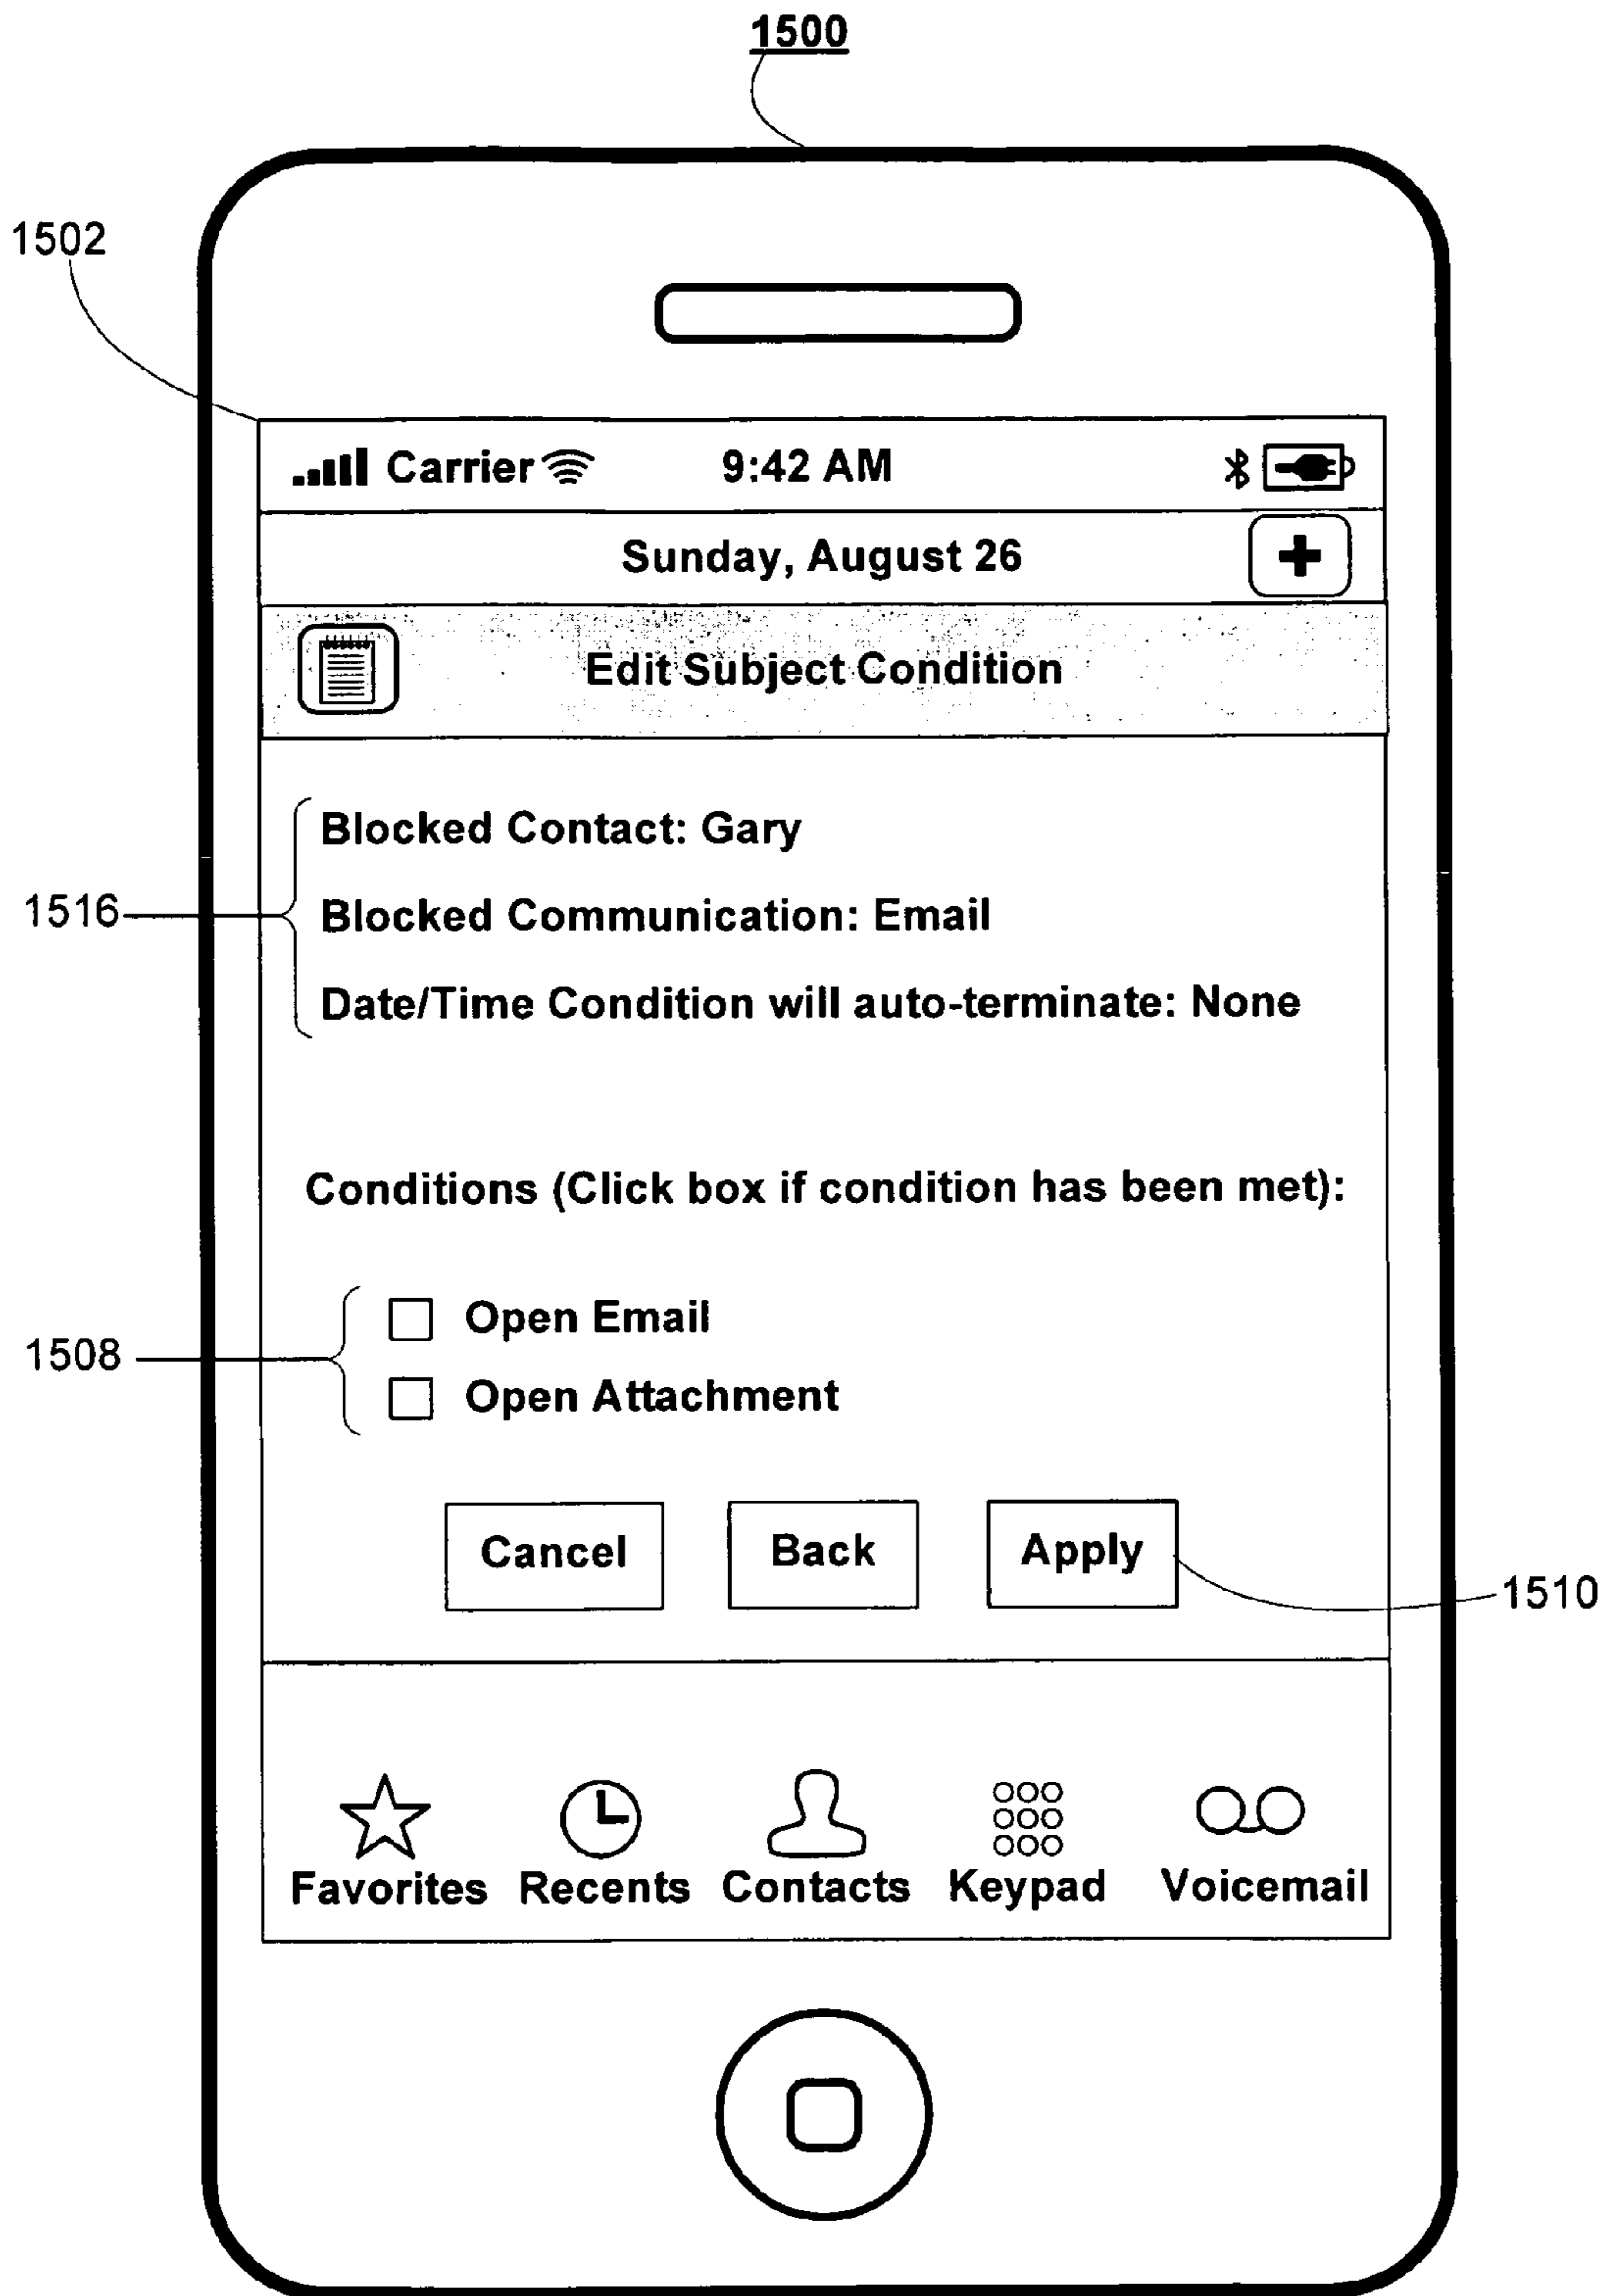 1500
1502
Carrier 9:42 AM
Sunday, August 26 +
Edit Subject Condition
Blocked Contact: Gary
1516 Blocked Communication: Email
Date/Time Condition will auto-terminate: None
Conditions (Click box if condition has been met):
Open Email
1508
Open Attachment
Cancel Back Apply
1510
Favorites Recents Contacts Keypad Voicemail